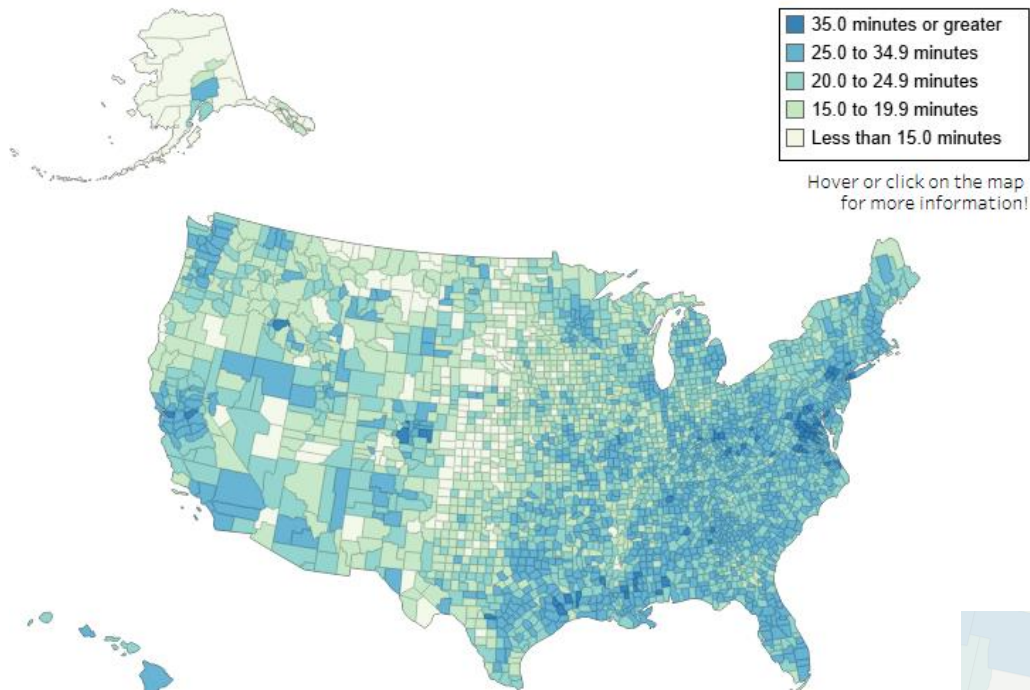 35.0 minutes or greater
25.0 to 34.9 minutes
20.0 to 24.9 minutes
15.0 to 19.9 minutes
Less than 15.0 minutes
Hover or click on the map
for more information!